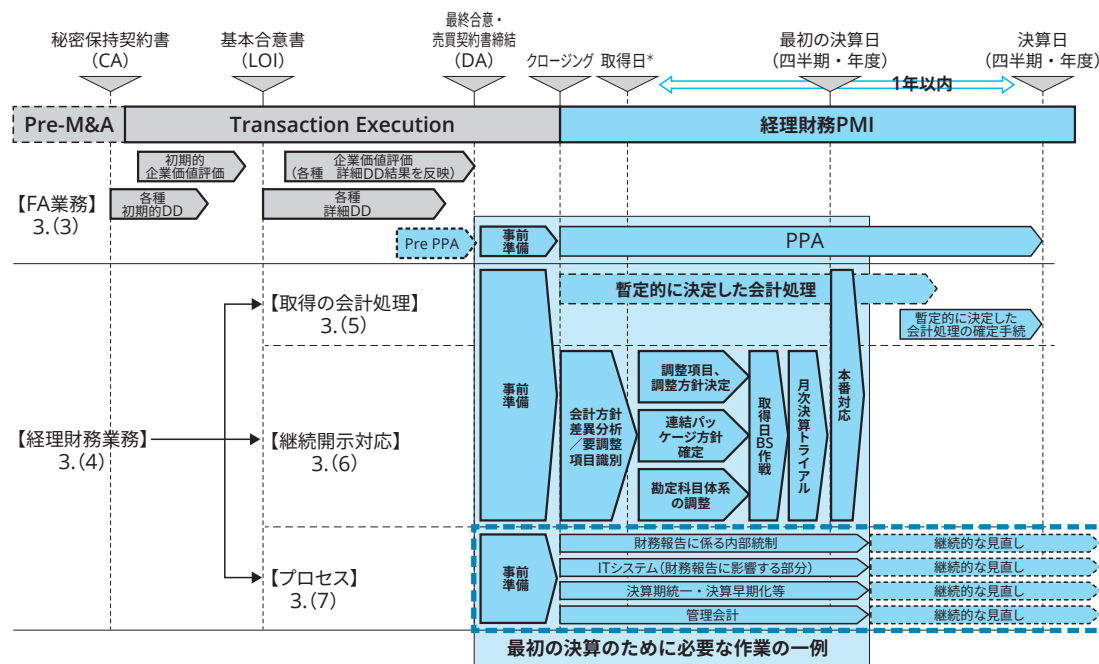 秘密保持契約書
(CA)
基本合意書
(LOI)
最終合意・
売買契約書締結
(DA)
クロージング
取得日*
最初の決算日
(四半期・年度)
決算日
(四半期・年度)
1年以内
Pre-M&A
Transaction Execution
経理財務PMI
初期的
企業価値評価
企業価値評価
(各種 詳細DD結果を反映)
【FA業務】
3.(3)
各種
初期的DD
各種
詳細DD
Pre PPA
事前
準備
PPA
【取得の会計処理】
3.(5)
暫定的に決定した会計処理
暫定的に決定した
会計処理の確定手続
【経理財務業務】
3.(4)
【継続開示対応】
3.(6)
事前
準備
会計方針
差異分析
／要調整
項目識別
調整項目、
調整方針決定
連結パッ
ケージ方針
確定
勘定科目体系
の調整
取得日BS作戦
月次決算トライアル
本番対応
【プロセス】
3.(7)
事前
準備
財務報告に係る内部統制
継続的な見直し
ITシステム(財務報告に影響する部分)
継続的な見直し
決算期統一・決算早期化等
継続的な見直し
管理会計
継続的な見直し
最初の決算のために必要な作業の一例